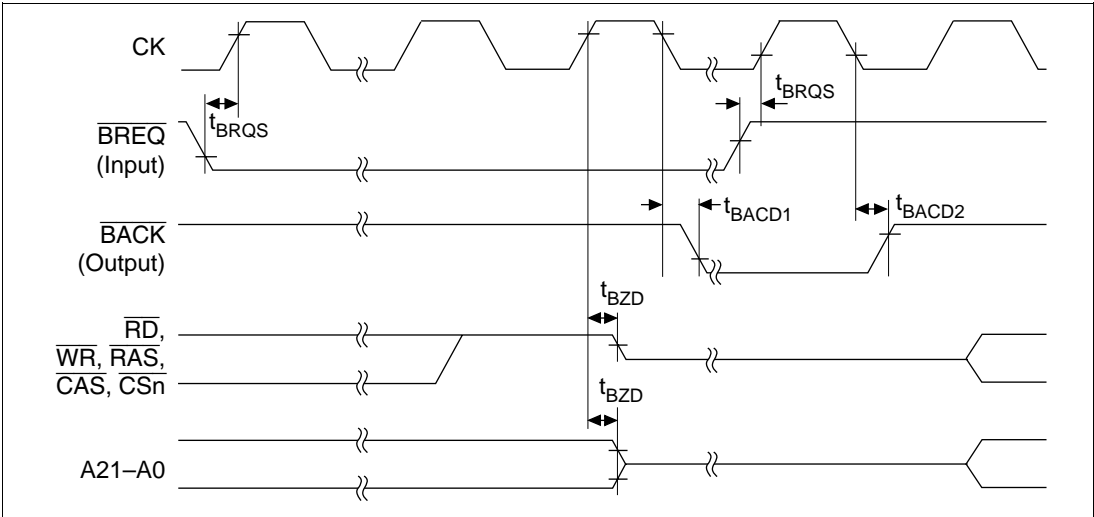 CK
tBRQS
tBRQS
BREQ
(Input)
tBACD1
tBACD2
BACK
(Output)
tBZD
RD,
WR, RAS,
CAS, CSn
tBZD
A21–A0